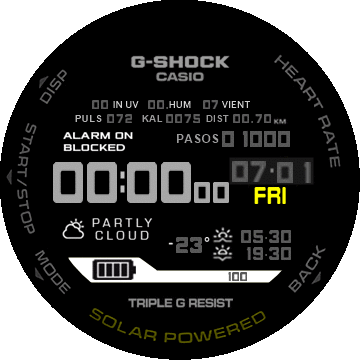 G-SHOCK
CASIO
DISP
HEART RATE
00 IN UV 00.HUM 07 VIENT
PULS 072 KAL 0075 DIST 00.70 KM
ALARM ON
BLOCKED
PASOS 0 1000
START/STOP
00:00:00
07-01
FRI
PARTLY
CLOUD
-23°
05:30
19:30
100
MODE
BACK
TRIPLE G RESIST
SOLAR POWERED